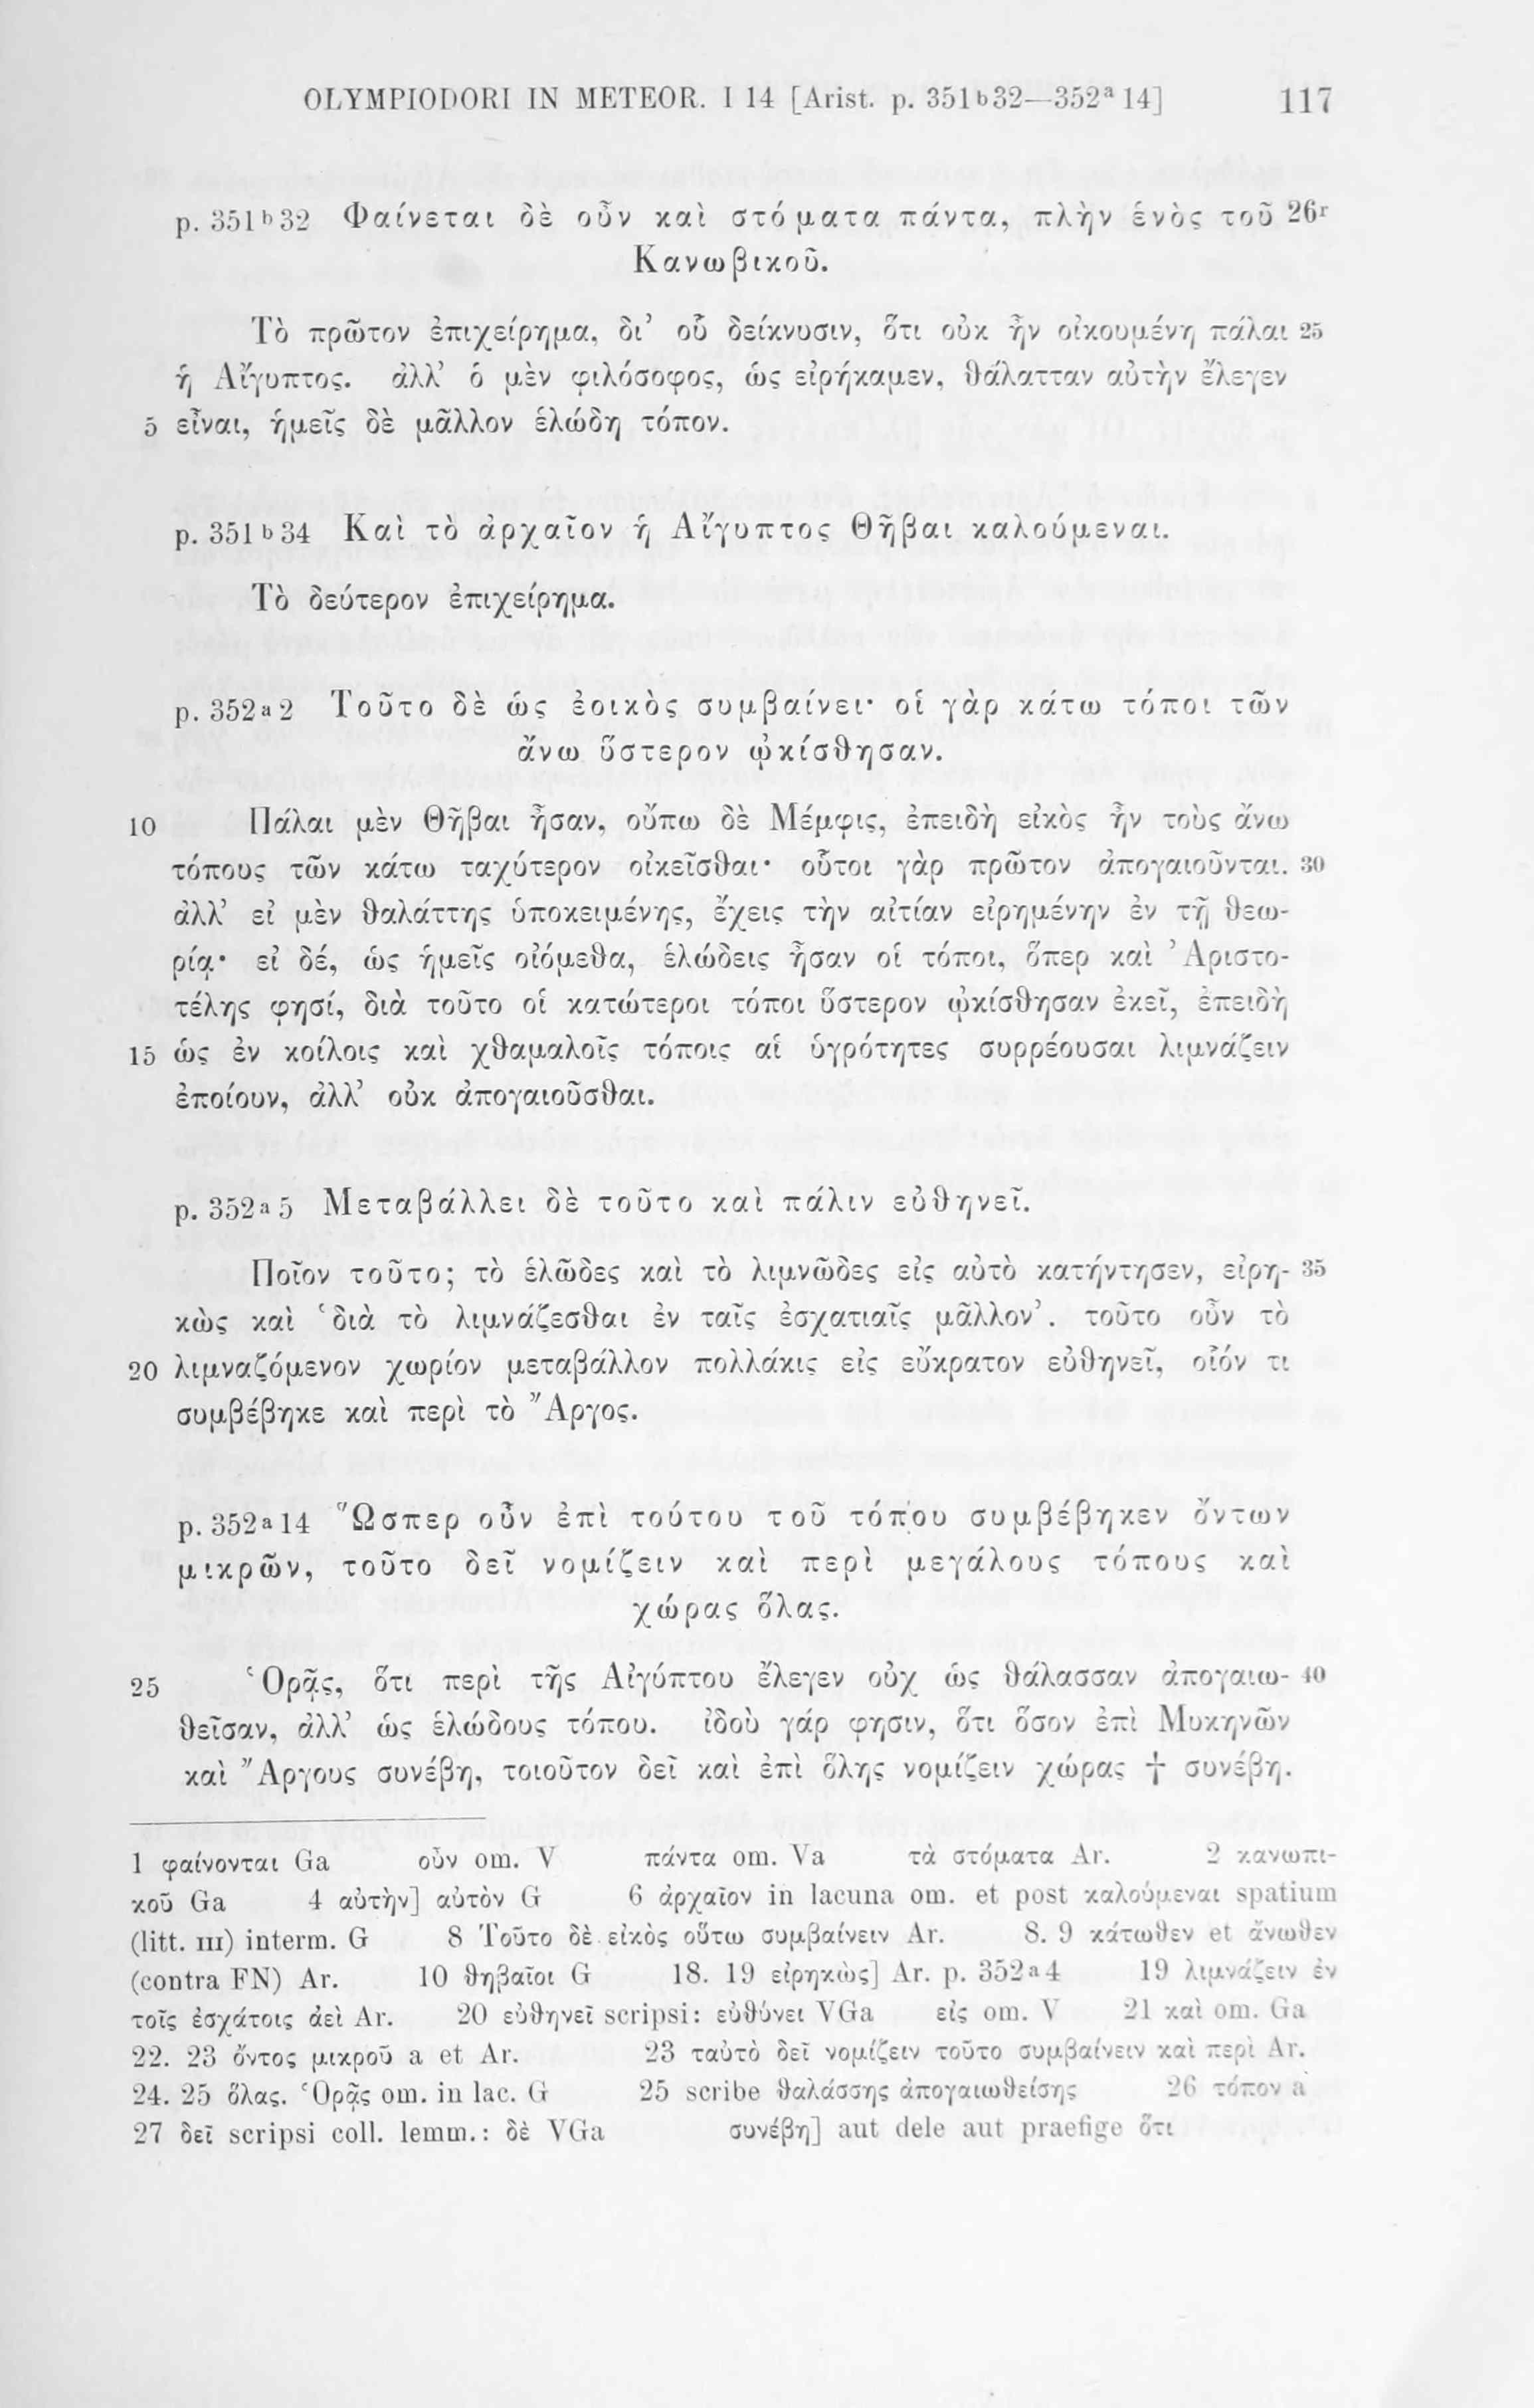 OLYMPIODORI IN METEOR. I 14 [Arist. p. 351ᵇ32—352ᵃ14] 117
p. 351ᵇ32 Φαίνεται δὲ οὖν καὶ στόματα πάντα, πλὴν ἑνὸς τοῦ 26ʳ
Κανωβικοῦ.
Τὸ πρῶτον ἐπιχείρημα, δι’ οὗ δείκνυσιν, ὅτι οὐκ ἦν οἰκουμένη πάλαι 25
ἡ Αἴγυπτος. ἀλλ’ ὁ μὲν φιλόσοφος, ὡς εἰρήκαμεν, θάλατταν αὐτὴν ἔλεγεν
5 εἶναι, ἡμεῖς δὲ μᾶλλον ἑλώδη τόπον.
p. 351ᵇ34 Καὶ τὸ ἀρχαῖον ἡ Αἴγυπτος Θῆβαι καλούμεναι.
Τὸ δεύτερον ἐπιχείρημα.
p. 352ᵃ2 Τοῦτο δὲ ὡς ἐοικὸς συμβαίνει· οἱ γὰρ κάτω τόποι τῶν
ἄνω ὕστερον ᾠκίσθησαν.
10 Πάλαι μὲν Θῆβαι ἦσαν, οὔπω δὲ Μέμφις, ἐπειδὴ εἰκὸς ἦν τοὺς ἄνω
τόπους τῶν κάτω ταχύτερον οἰκεῖσθαι· οὗτοι γὰρ πρῶτον ἀπογαιοῦνται. 30
ἀλλ’ εἰ μὲν θαλάττης ὑποκειμένης, ἔχεις τὴν αἰτίαν εἰρημένην ἐν τῇ θεω-
ρίᾳ· εἰ δέ, ὡς ἡμεῖς οἰόμεθα, ἑλώδεις ἦσαν οἱ τόποι, ὅπερ καὶ Ἀριστο-
τέλης φησί, διὰ τοῦτο οἱ κατώτεροι τόποι ὕστερον ᾠκίσθησαν ἐκεῖ, ἐπειδὴ
15 ὡς ἐν κοίλοις καὶ χθαμαλοῖς τόποις αἱ ὑγρότητες συρρέουσαι λιμνάζειν
ἐποίουν, ἀλλ’ οὐκ ἀπογαιοῦσθαι.
p. 352ᵃ5 Μεταβάλλει δὲ τοῦτο καὶ πάλιν εὐθηνεῖ.
Ποῖον τοῦτο; τὸ ἑλῶδες καὶ τὸ λιμνῶδες εἰς αὐτὸ κατήντησεν, εἰρη- 35
κὼς καὶ ‘διὰ τὸ λιμνάζεσθαι ἐν ταῖς ἐσχατιαῖς μᾶλλον’. τοῦτο οὖν τὸ
20 λιμναζόμενον χωρίον μεταβάλλον πολλάκις εἰς εὔκρατον εὐθηνεῖ, οἷόν τι
συμβέβηκε καὶ περὶ τὸ Ἄργος.
p. 352ᵃ14 Ὥσπερ οὖν ἐπὶ τούτου τοῦ τόπου συμβέβηκεν ὄντων
μικρῶν, τοῦτο δεῖ νομίζειν καὶ περὶ μεγάλους τόπους καὶ
χώρας ὅλας.
25 Ὁρᾷς, ὅτι περὶ τῆς Αἰγύπτου ἔλεγεν οὐχ ὡς θάλασσαν ἀπογαιω- 40
θεῖσαν, ἀλλ’ ὡς ἑλώδους τόπου. ἰδοὺ γάρ φησιν, ὅτι ὅσον ἐπὶ Μυκηνῶν
καὶ Ἄργους συνέβη, τοιοῦτον δεῖ καὶ ἐπὶ ὅλης νομίζειν χώρας † συνέβη.
1 φαίνονται Ga οὖν om. V πάντα om. Va τὰ στόματα Ar. 2 κανωπι-
κοῦ Ga 4 αὐτὴν] αὐτὸν G 6 ἀρχαῖον in lacuna om. et post καλούμεναι spatium
(litt. III) interm. G 8 Τοῦτο δὲ εἰκὸς οὕτω συμβαίνειν Ar. 8. 9 κάτωθεν et ἄνωθεν
(contra FN) Ar. 10 θηβαῖοι G 18. 19 εἰρηκὼς] Ar. p. 352ᵃ4 19 λιμνάζειν ἐν
τοῖς ἐσχάτοις ἀεὶ Ar. 20 εὐθηνεῖ scripsi: εὐθύνει VGa εἰς om. V 21 καὶ om. Ga
22. 23 ὄντος μικροῦ a et Ar. 23 ταὐτὸ δεῖ νομίζειν τοῦτο συμβαίνειν καὶ περὶ Ar.
24. 25 ὅλας. Ὁρᾷς om. in lac. G 25 scribe θαλάσσης ἀπογαιωθείσης 26 τόπον a
27 δεῖ scripsi coll. lemm.: δὲ VGa συνέβη] aut dele aut praefige ὅτι